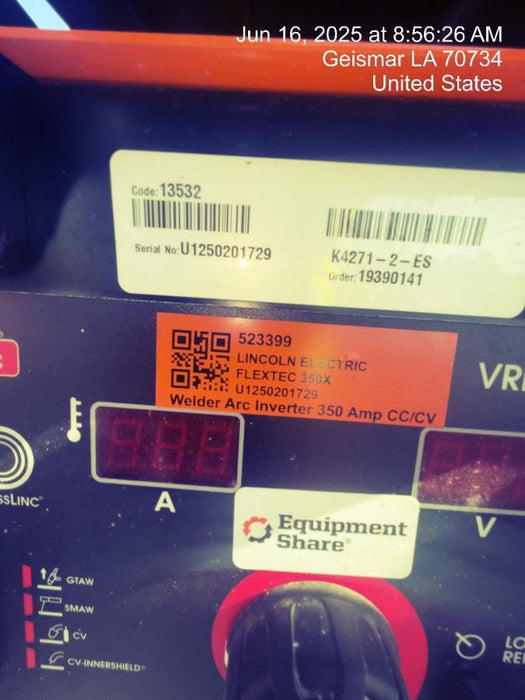 Jun 16, 2025 at 8:56:26 AM
Geismar LA 70734
United States
Code: 13532
Serial No: U1250201729
K4271-2-ES
Order: 19390141
523399
LINCOLN ELECTRIC
FLEXTEC 350X
U1250201729
Welder Arc Inverter 350 Amp CC/CV
A
V
Equipment
Share
GTAW
SMAW
CV
CV-INNERSHIELD®